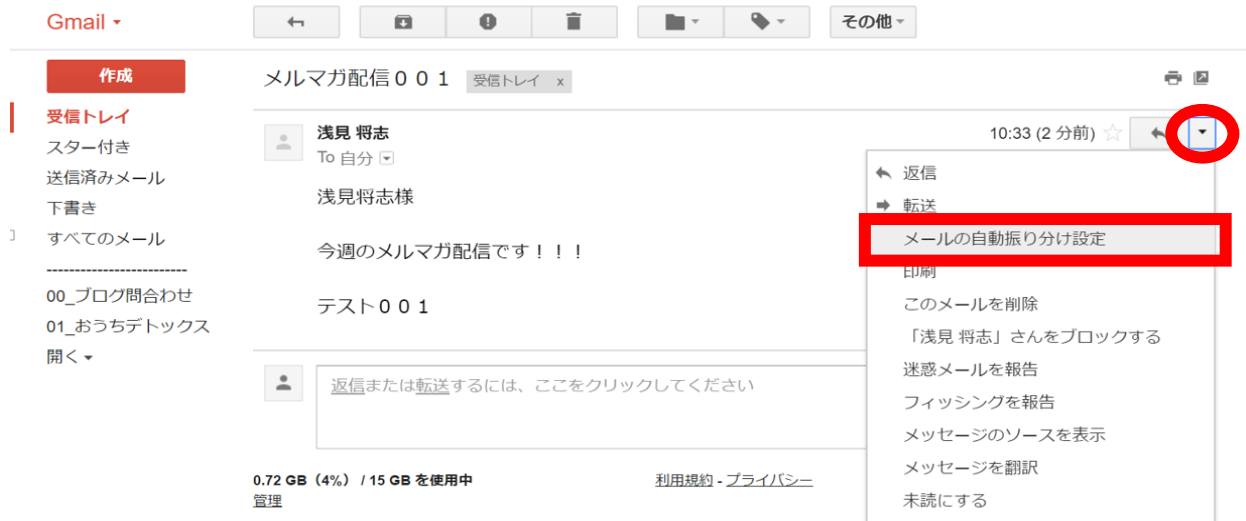 Gmail
その他
作成
メルマガ配信００１ 受信トレイ x
受信トレイ
スター付き
送信済みメール
下書き
すべてのメール
-------------------------
00_ブログ問合わせ
01_おうちデトックス
開く
浅見 将志
10:33 (2 分前)
To 自分
浅見将志様
今週のメルマガ配信です！！！
テスト００１
返信
転送
メールの自動振り分け設定
印刷
このメールを削除
「浅見 将志」さんをブロックする
迷惑メールを報告
フィッシングを報告
メッセージのソースを表示
メッセージを翻訳
未読にする
返信または転送するには、ここをクリックしてください
0.72 GB（4%）/ 15 GB を使用中
管理
利用規約 - プライバシー